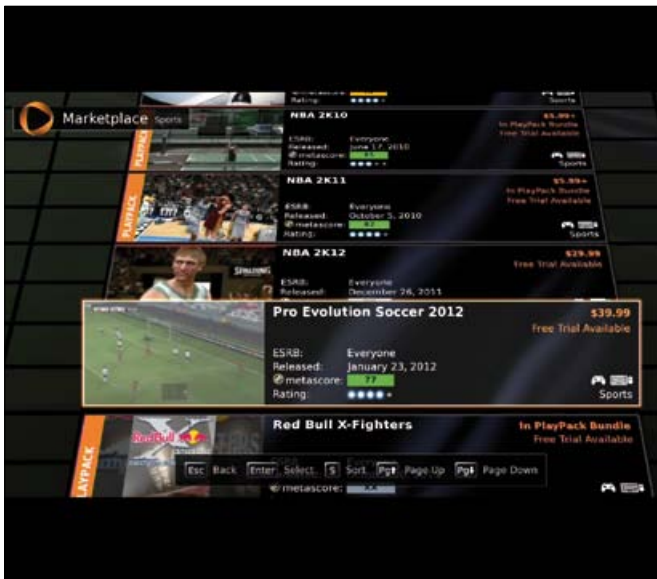 Rating:
Sports
Marketplace Sports
NBA 2K10
$5.99+
In PlayPack Bundle
Free Trial Available
ESRB: Everyone
Released: June 17, 2010
metascore:
Rating:
PLAYPACK
NBA 2K11
$5.99+
In PlayPack Bundle
Free Trial Available
ESRB: Everyone
Released: October 5, 2010
metascore:
Rating:
Sports
PLAYPACK
NBA 2K12
$29.99
Free Trial Available
SPALDING
ESRB: Everyone
Released: December 26, 2011
Pro Evolution Soccer 2012
$39.99
Free Trial Available
ESRB: Everyone
Released: January 23, 2012
metascore: 77
Rating:
Sports
Red Bull X-Fighters
In PlayPack Bundle
Free Trial Available
RedBull
PLAYPACK
Esc Back Enter Select S Sort Pg↑ Page Up Pg↓ Page Down
metascore: